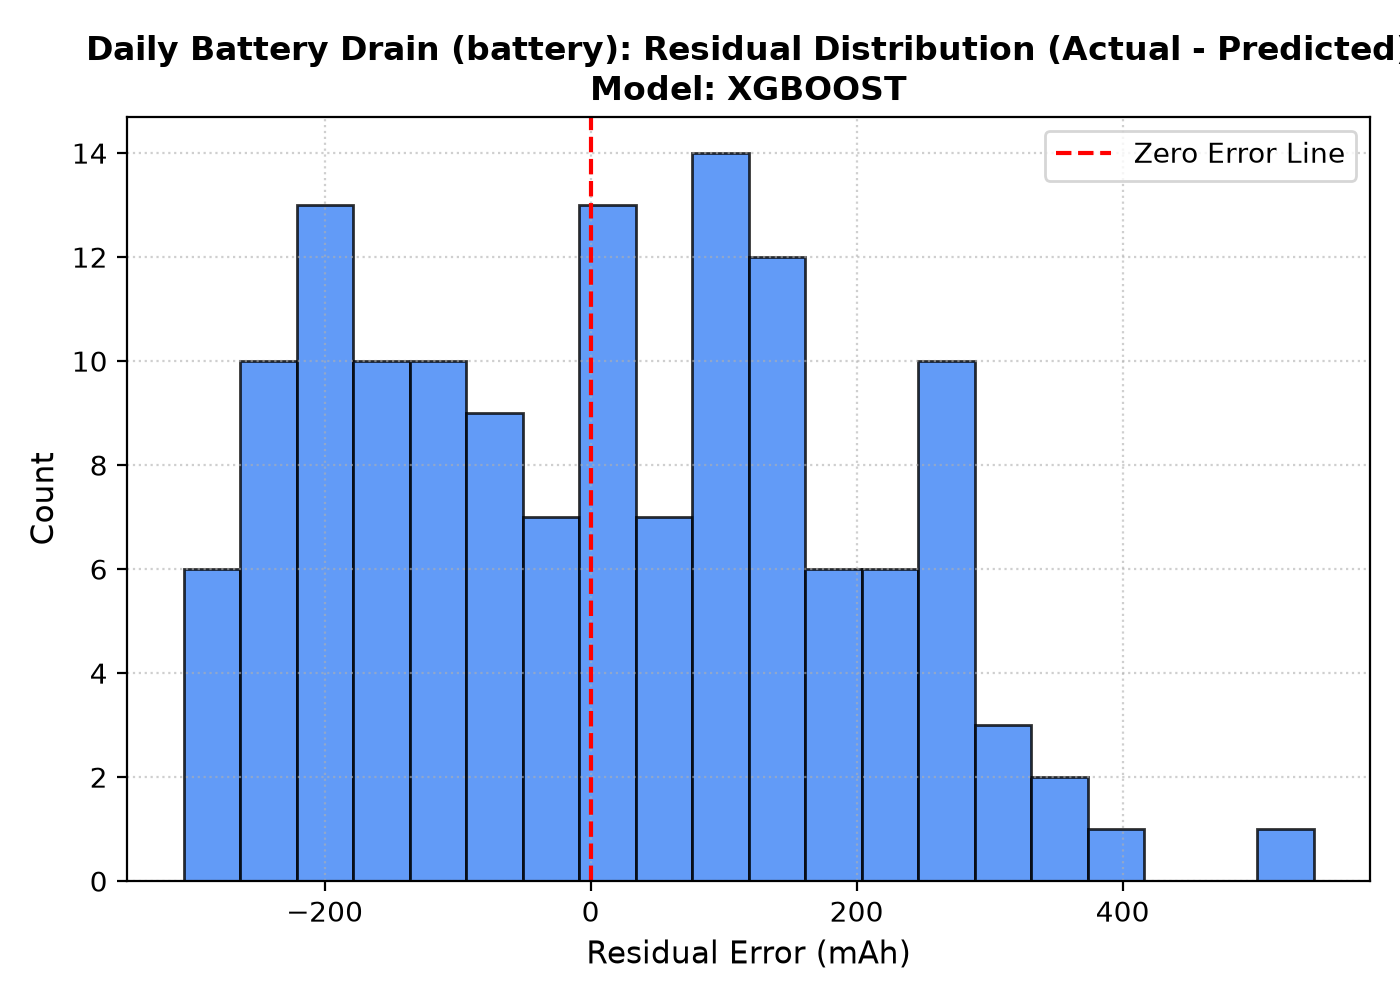 Daily Battery Drain (battery): Residual Distribution (Actual - Predicted)
Model: XGBOOST
Zero Error Line
14
12
10
8
6
4
2
0
Count
−200
0
200
400
Residual Error (mAh)